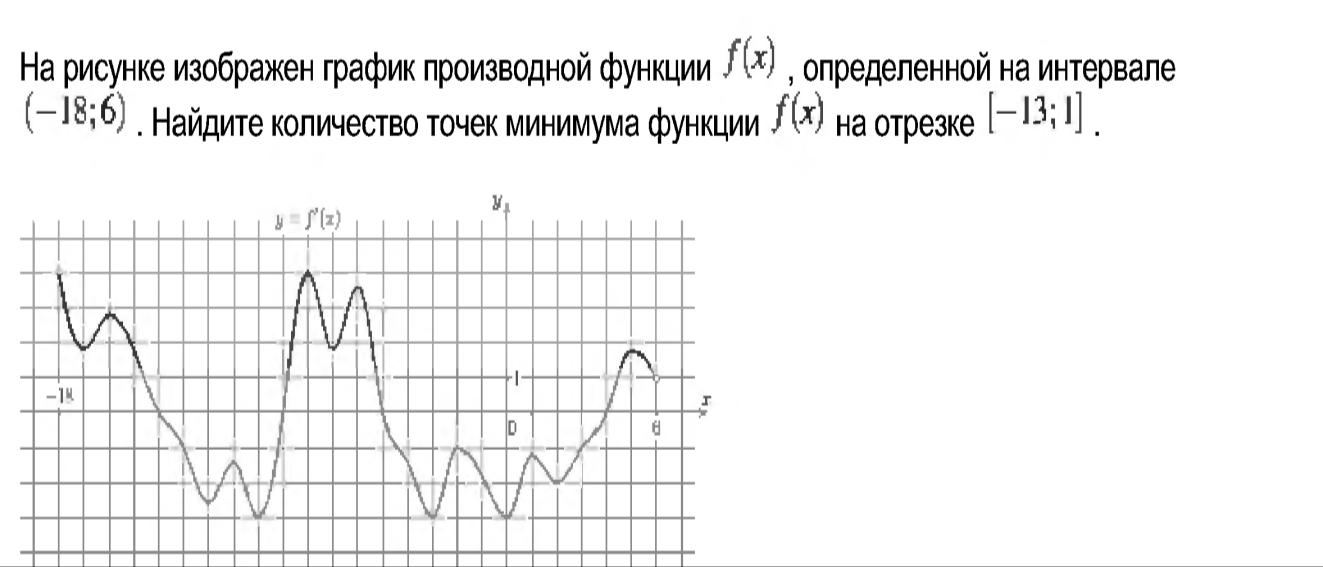 На рисунке изображен график производной функции f(x) , определенной на интервале
(−18;6) . Найдите количество точек минимума функции f(x) на отрезке [−13;1] .
y = f'(x)
y
1
−18
x
0
6